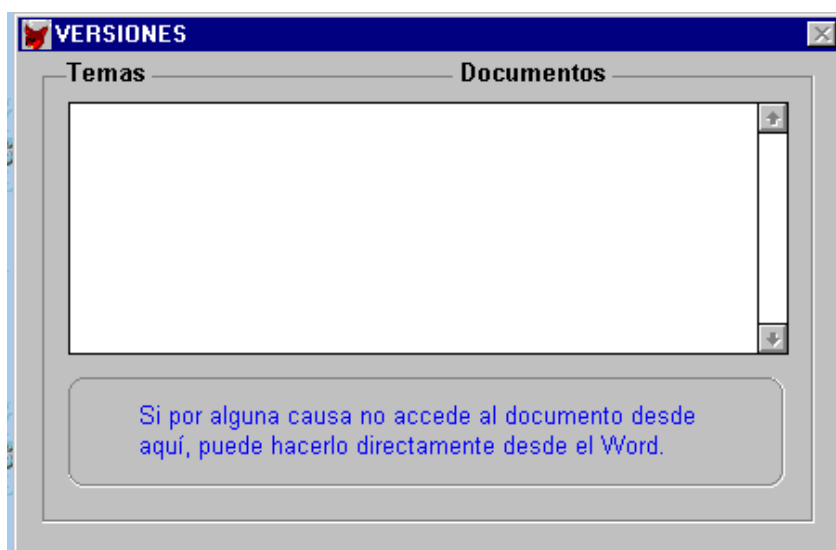 VERSIONES
Temas Documentos
Si por alguna causa no accede al documento desde
aquí, puede hacerlo directamente desde el Word.